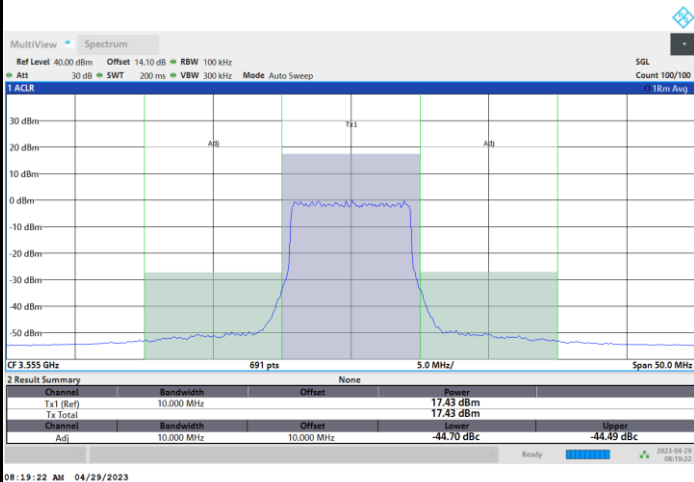 MultiView Spectrum
Ref Level 40.00 dBm Offset 14.10 dB RBW 100 kHz SGL
Att 30 dB SWT 200 ms VBW 300 kHz Mode Auto Sweep Count 100/100
1 ACLR 1Rm Avg
Tx1
Adj Adj
30 dBm
20 dBm
10 dBm
0 dBm
-10 dBm
-20 dBm
-30 dBm
-40 dBm
-50 dBm
CF 3.555 GHz 691 pts 5.0 MHz/ Span 50.0 MHz
2 Result Summary None
Channel Bandwidth Offset Power
Tx1 (Ref) 10.000 MHz 17.43 dBm
Tx Total 17.43 dBm
Channel Bandwidth Offset Lower Upper
Adj 10.000 MHz 10.000 MHz -44.70 dBc -44.49 dBc
Ready 2023-04-29
08:19:22
08:19:22 AM 04/29/2023